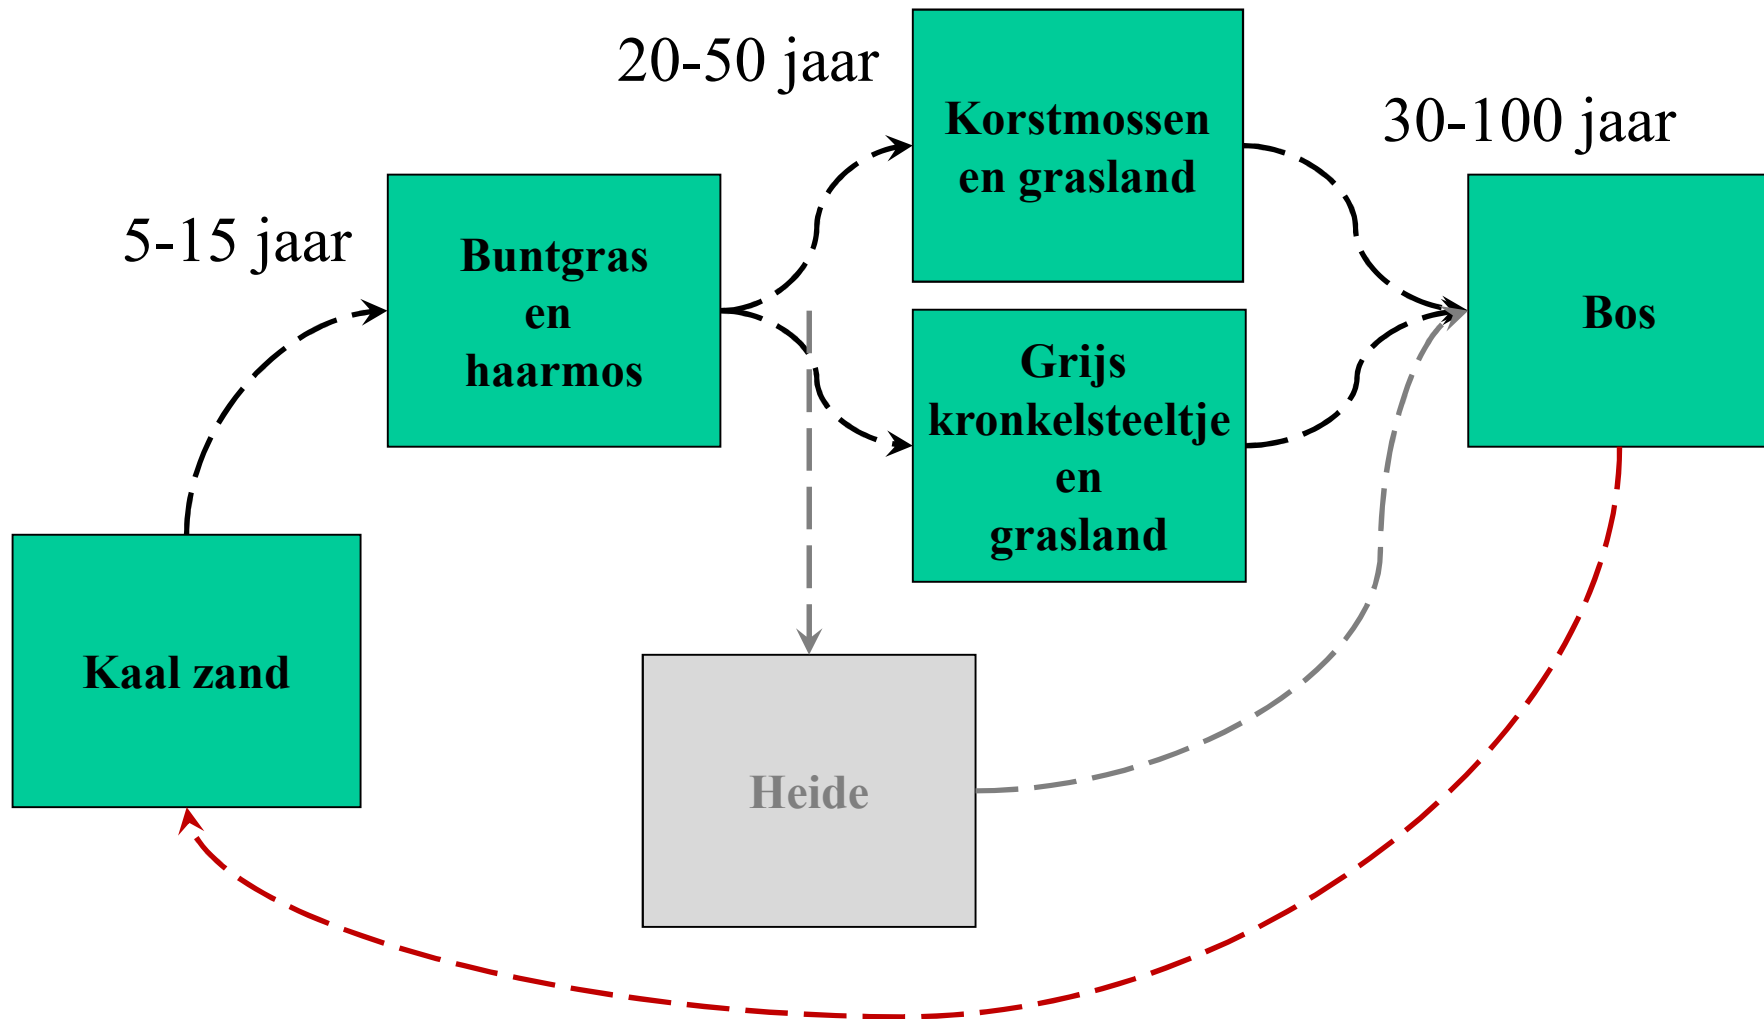 20-50 jaar
Korstmossen
en grasland
30-100 jaar
5-15 jaar
Buntgras
en
haarmos
Bos
Grijs
kronkelsteeltje
en
grasland
Kaal zand
Heide